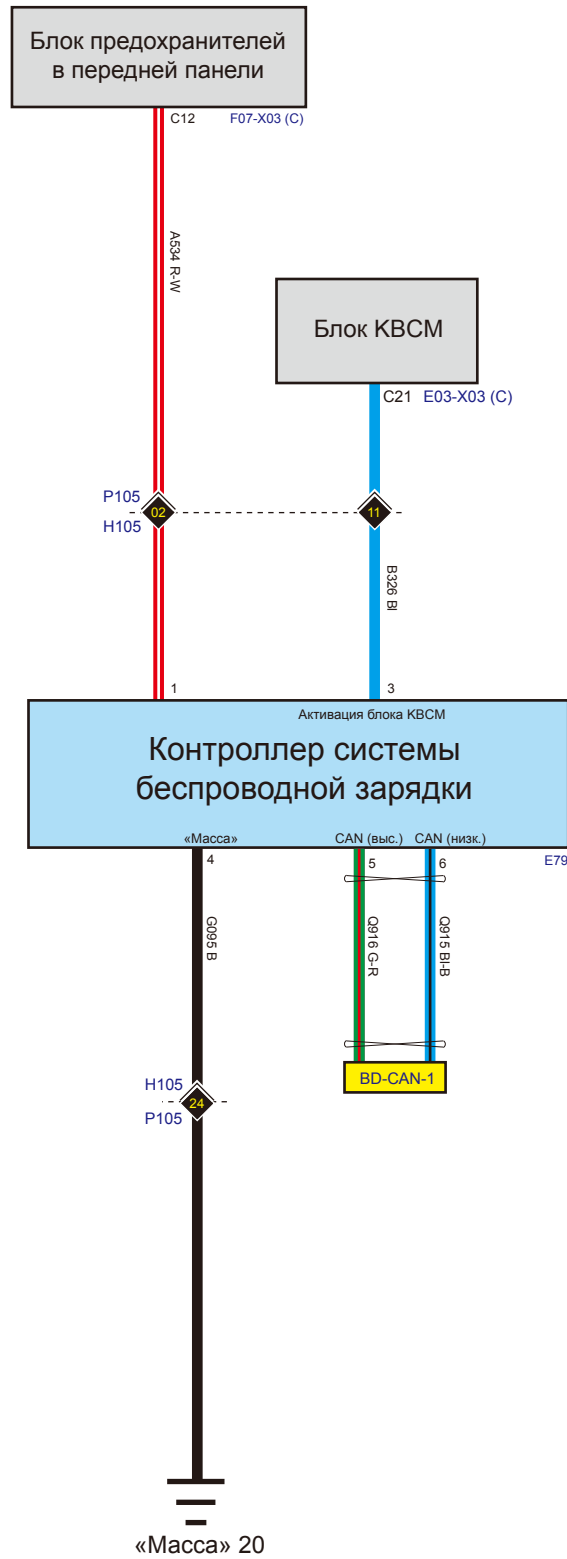 Блок предохранителей
в передней панели
C12 F07-X03 (C)
A534 R-W
Блок KBCM
C21 E03-X03 (C)
P105
02
11
H105
B326 Bl
1
3
Активация блока KBCM
Контроллер системы
беспроводной зарядки
«Масса» CAN (выс.) CAN (низк.)
4
5
6
E79
G095 B
Q916 G-R
Q915 Bl-B
BD-CAN-1
H105
24
P105
«Масса» 20